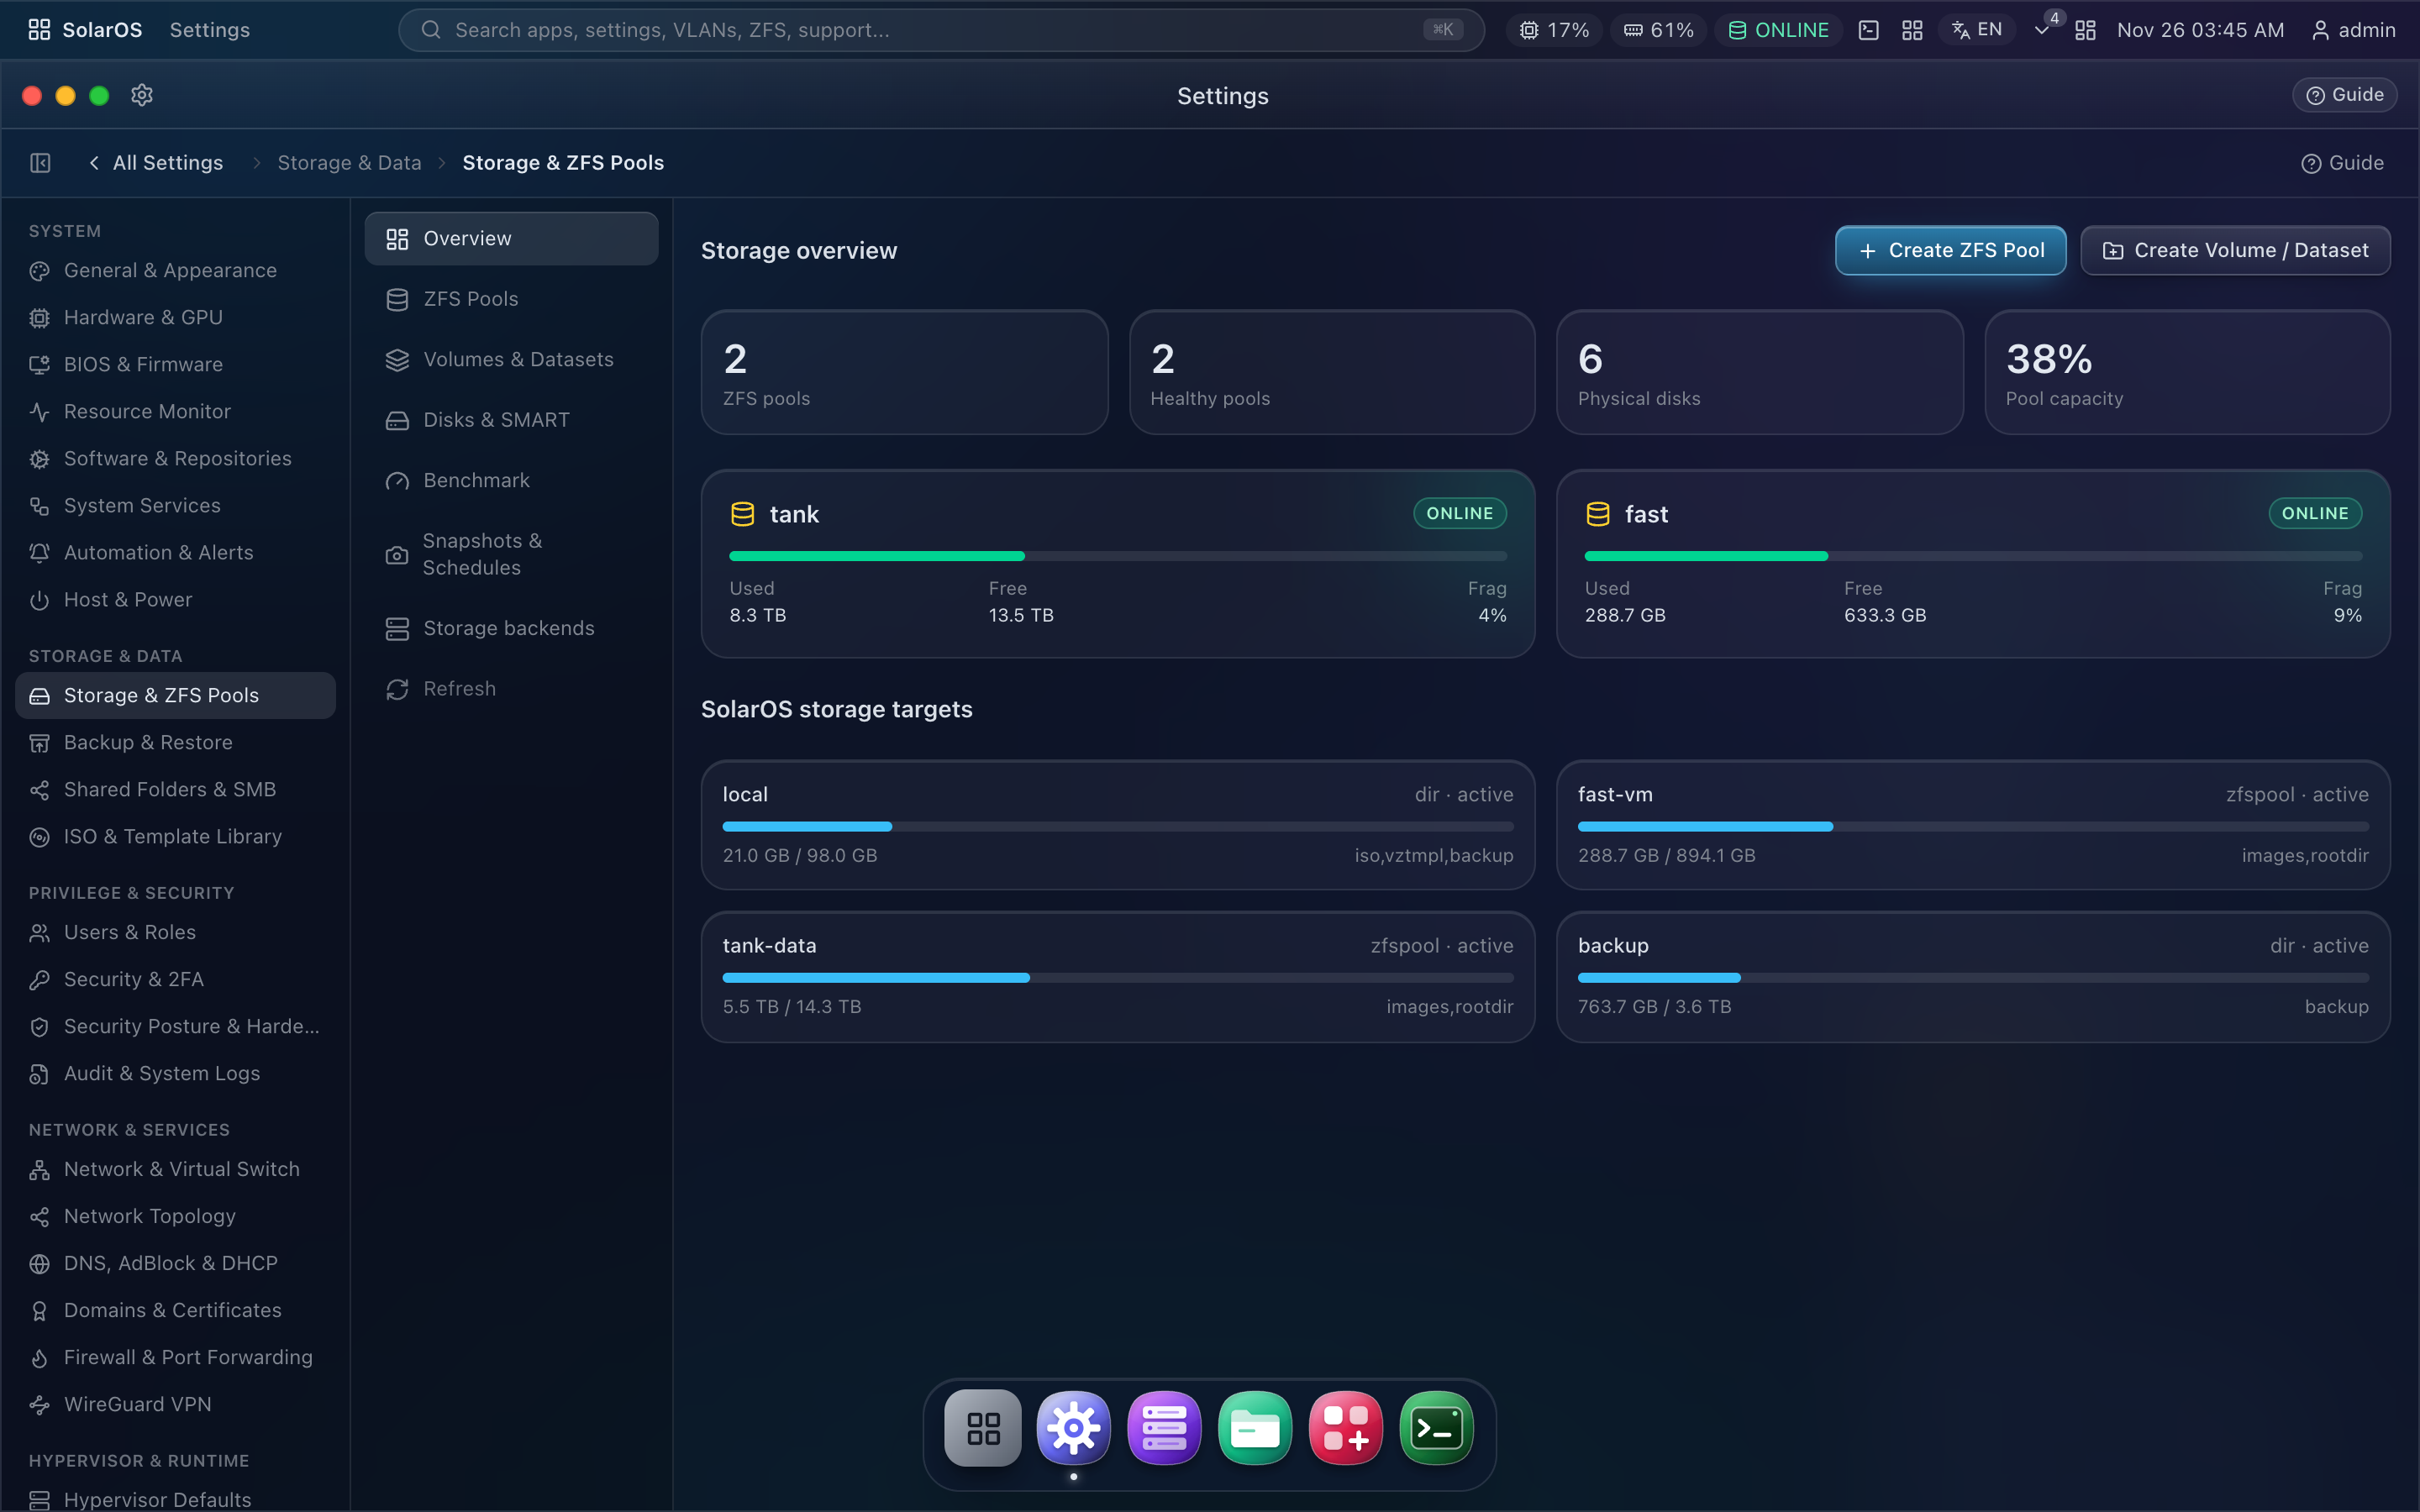 SolarOS Settings Search apps, settings, VLANs, ZFS, support... ⌘K 17% 61% ONLINE EN 4 Nov 26 03:45 AM admin
Settings Guide
All Settings Storage & Data Storage & ZFS Pools Guide
SYSTEM
General & Appearance
Hardware & GPU
BIOS & Firmware
Resource Monitor
Software & Repositories
System Services
Automation & Alerts
Host & Power
STORAGE & DATA
Storage & ZFS Pools
Backup & Restore
Shared Folders & SMB
ISO & Template Library
PRIVILEGE & SECURITY
Users & Roles
Security & 2FA
Security Posture & Harde...
Audit & System Logs
NETWORK & SERVICES
Network & Virtual Switch
Network Topology
DNS, AdBlock & DHCP
Domains & Certificates
Firewall & Port Forwarding
WireGuard VPN
HYPERVISOR & RUNTIME
Hypervisor Defaults
Overview
ZFS Pools
Volumes & Datasets
Disks & SMART
Benchmark
Snapshots &
Schedules
Storage backends
Refresh
Storage overview Create ZFS Pool Create Volume / Dataset
2 2 6 38%
ZFS pools Healthy pools Physical disks Pool capacity
tank ONLINE
Used Free Frag
8.3 TB 13.5 TB 4%
fast ONLINE
Used Free Frag
288.7 GB 633.3 GB 9%
SolarOS storage targets
local dir · active
21.0 GB / 98.0 GB iso,vztmpl,backup
fast-vm zfspool · active
288.7 GB / 894.1 GB images,rootdir
tank-data zfspool · active
5.5 TB / 14.3 TB images,rootdir
backup dir · active
763.7 GB / 3.6 TB backup